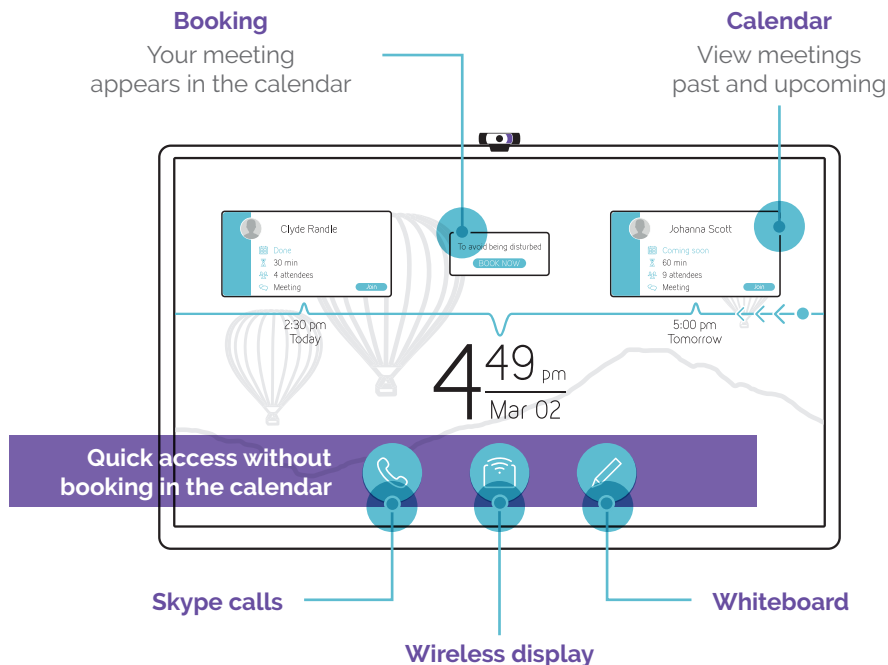 Booking
Your meeting
appears in the calendar
Calendar
View meetings
past and upcoming
Clyde Randle
Done
30 min
4 attendees
Meeting
Join
To avoid being disturbed
BOOK NOW
Johanna Scott
Coming soon
60 min
9 attendees
Meeting
Join
2:30 pm
Today
5:00 pm
Tomorrow
4 49 pm
Mar 02
Quick access without
booking in the calendar
Skype calls
Whiteboard
Wireless display